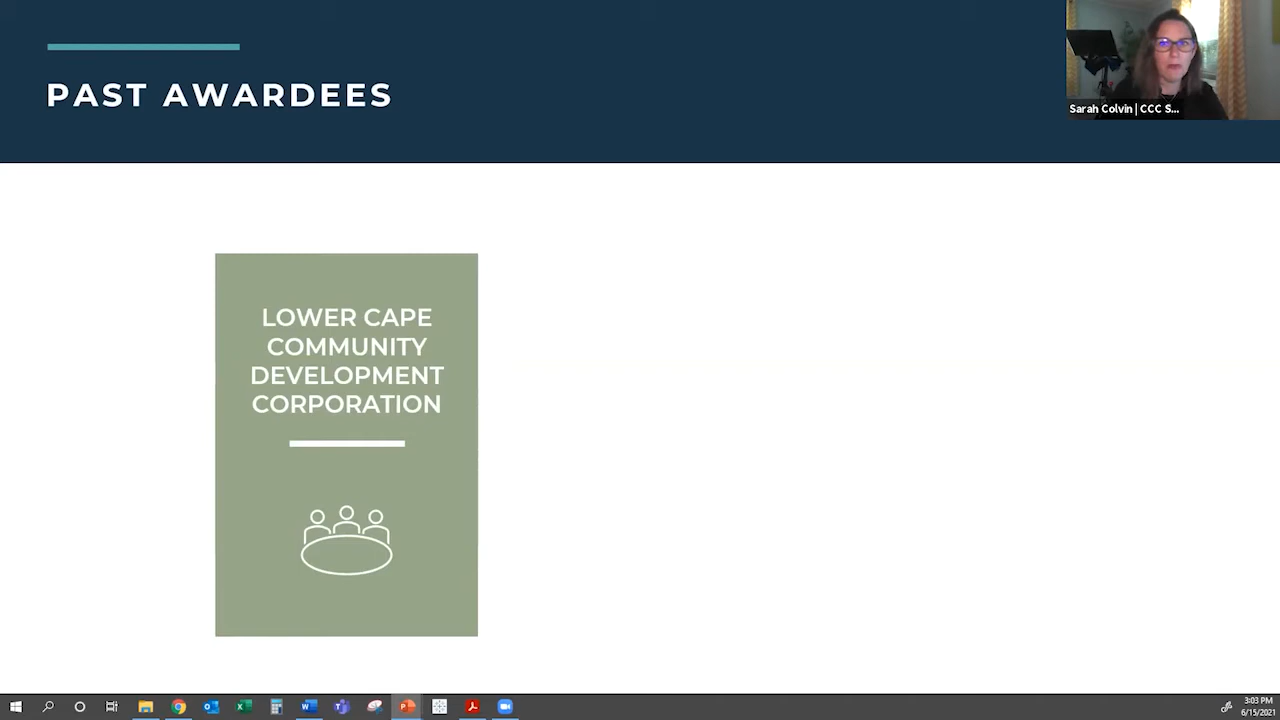 PAST AWARDEES
Sarah Colvin | CCC S...
LOWER CAPE
COMMUNITY
DEVELOPMENT
CORPORATION
3:03 PM
6/15/2021